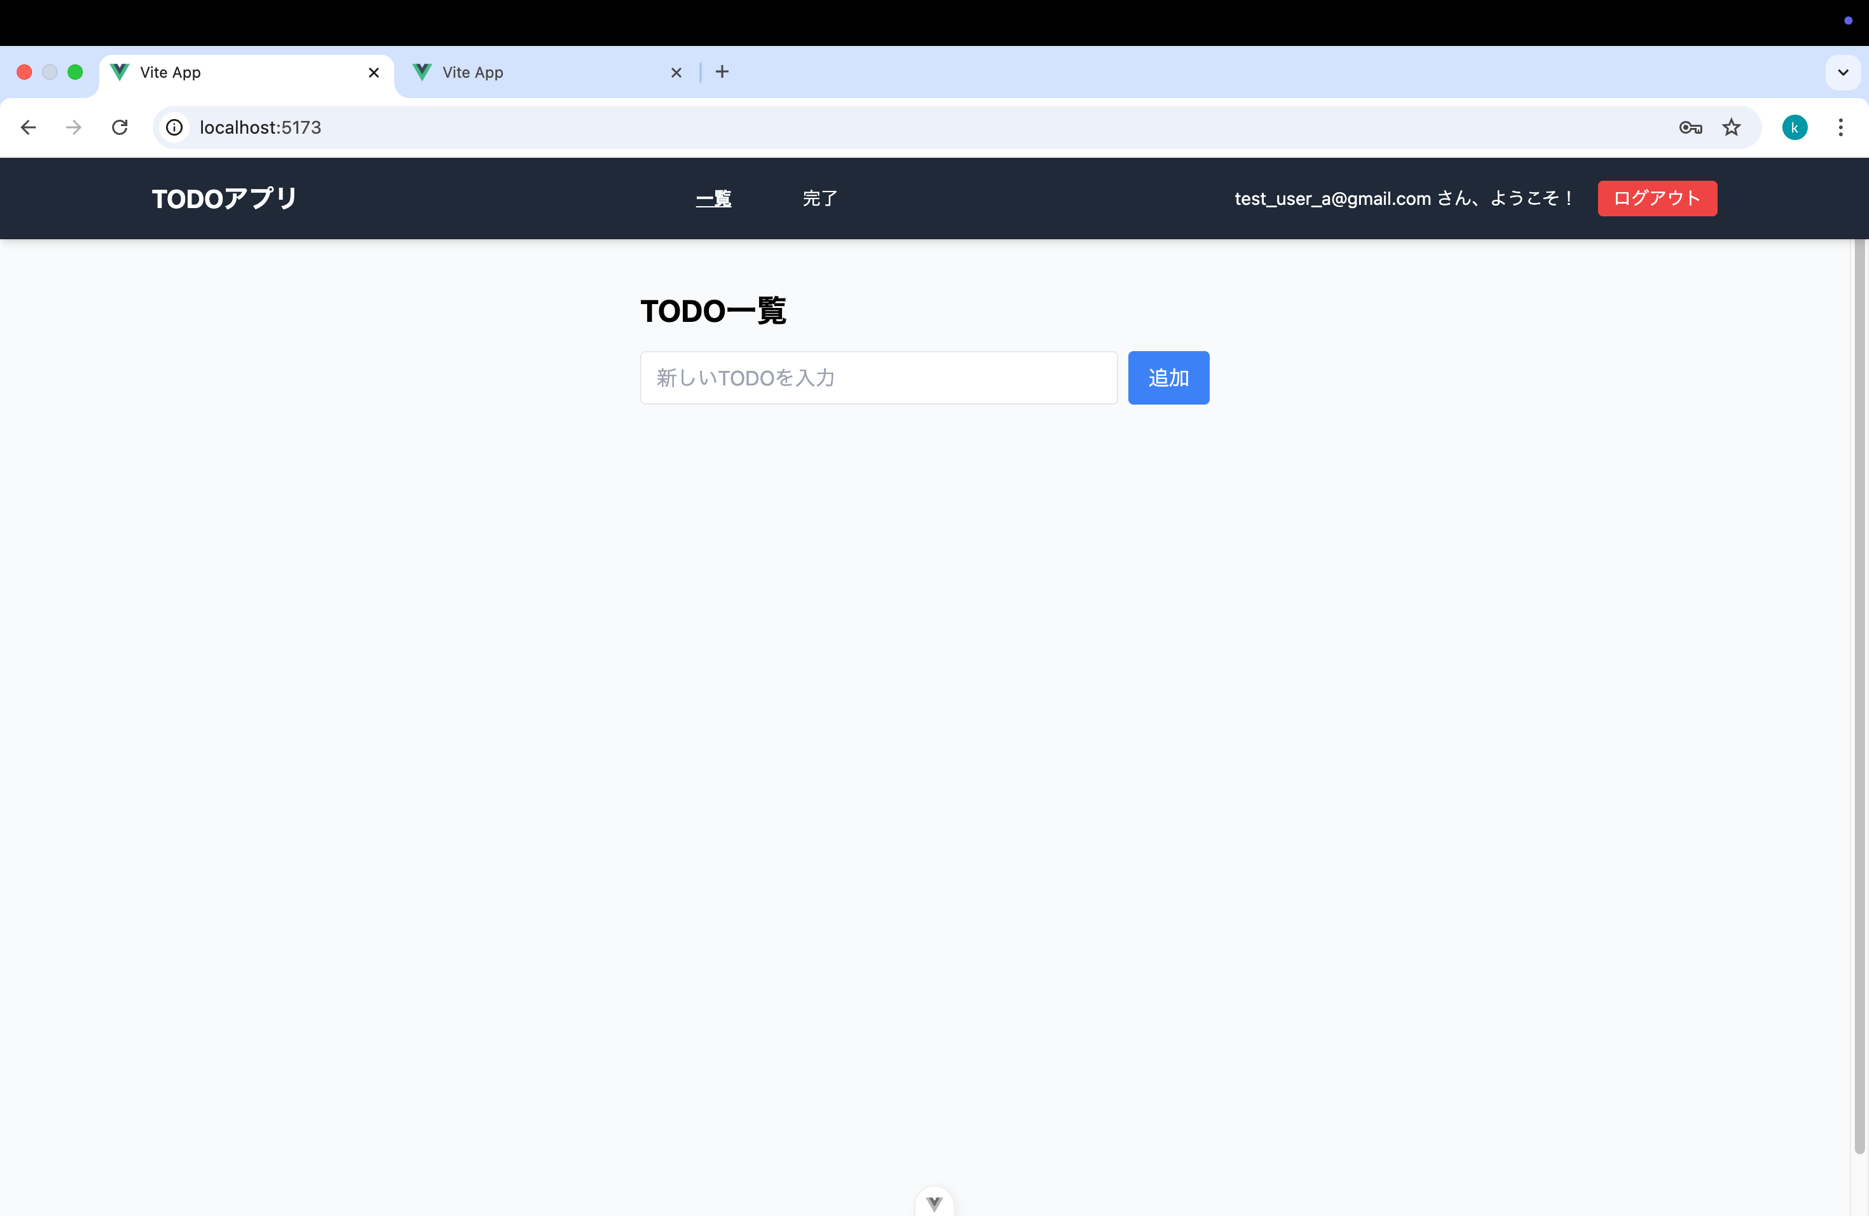 Vite App
Vite App
localhost:5173
k
TODOアプリ
一覧
完了
test_user_a@gmail.com さん、ようこそ！
ログアウト
TODO一覧
新しいTODOを入力
追加